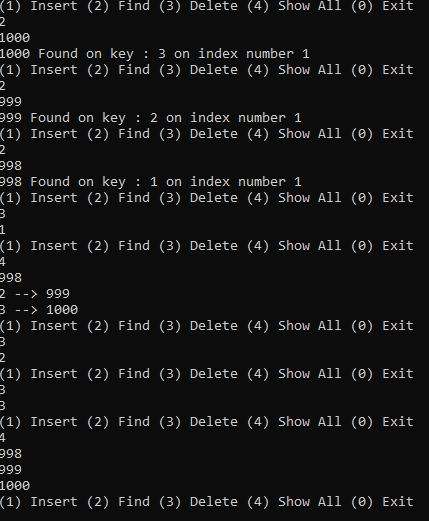 (1) Insert (2) Find (3) Delete (4) Show All (0) Exit
2
1000
1000 Found on key : 3 on index number 1
(1) Insert (2) Find (3) Delete (4) Show All (0) Exit
2
999
999 Found on key : 2 on index number 1
(1) Insert (2) Find (3) Delete (4) Show All (0) Exit
2
998
998 Found on key : 1 on index number 1
(1) Insert (2) Find (3) Delete (4) Show All (0) Exit
3
1
(1) Insert (2) Find (3) Delete (4) Show All (0) Exit
4
998
2 --> 999
3 --> 1000
(1) Insert (2) Find (3) Delete (4) Show All (0) Exit
3
2
(1) Insert (2) Find (3) Delete (4) Show All (0) Exit
3
3
(1) Insert (2) Find (3) Delete (4) Show All (0) Exit
4
998
999
1000
(1) Insert (2) Find (3) Delete (4) Show All (0) Exit